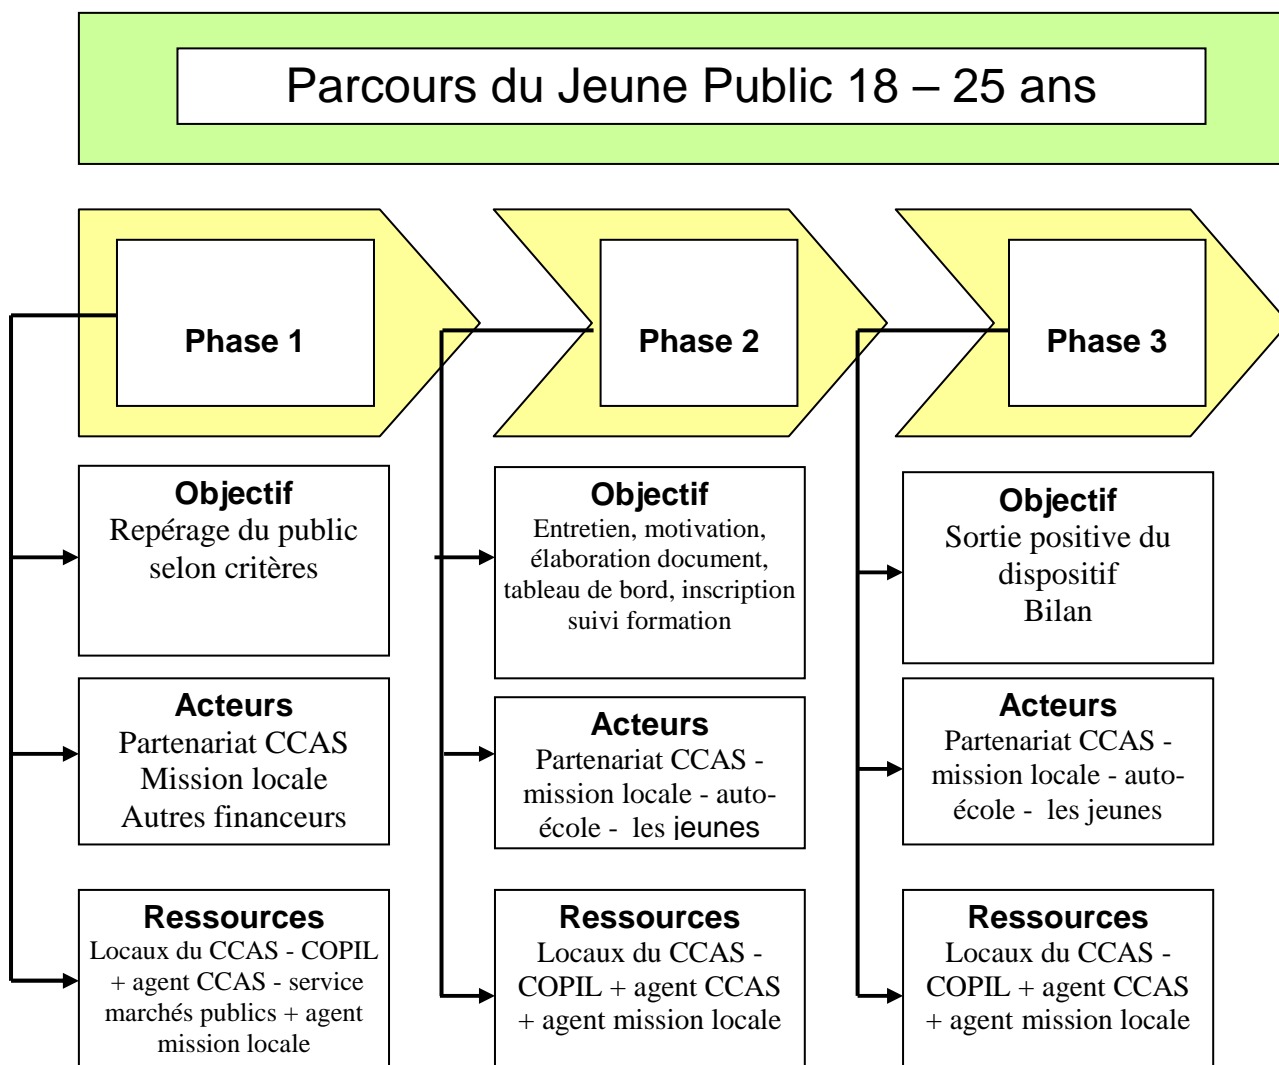 Parcours du Jeune Public 18 – 25 ans
Phase 1
Phase 2
Phase 3
Objectif
Repérage du public
selon critères
Objectif
Entretien, motivation,
élaboration document,
tableau de bord, inscription
suivi formation
Objectif
Sortie positive du
dispositif
Bilan
Acteurs
Partenariat CCAS
Mission locale
Autres financeurs
Acteurs
Partenariat CCAS -
mission locale - auto-
école - les jeunes
Acteurs
Partenariat CCAS -
mission locale - auto-
école - les jeunes
Ressources
Locaux du CCAS - COPIL
+ agent CCAS - service
marchés publics + agent
mission locale
Ressources
Locaux du CCAS -
COPIL + agent CCAS
+ agent mission locale
Ressources
Locaux du CCAS -
COPIL + agent CCAS
+ agent mission locale